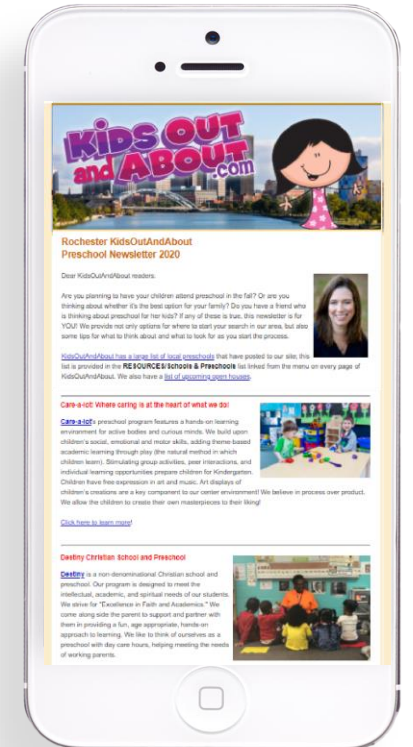 KiDS OUT
and ABOUT
.com
Rochester KidsOutAndAbout
Preschool Newsletter 2020
Dear KidsOutAndAbout readers:
Are you planning to have your children attend preschool in the fall? Or are you
thinking about whether it's the best option for your family? Do you have a friend who
is thinking about preschool for her kids? If any of these is true, this newsletter is for
YOU! We provide not only options for where to start your search in our area, but also
some tips for what to think about and what to look for as you start the process.
KidsOutAndAbout has a large list of local preschools that have posted to our site; this
list is provided in the RESOURCES/Schools & Preschools list linked from the menu on every page of
KidsOutAndAbout. We also have a list of upcoming open houses.
Care-a-lot: Where caring is at the heart of what we do!
Care-a-lot's preschool program features a hands on learning
environment for active bodies and curious minds. We build upon
children's social, emotional and motor skills, adding theme based
academic learning through play (the natural method in which
children learn). Stimulating group activities, peer interactions, and
individual learning opportunities prepare children for Kindergarten.
Children have free expression in art and music. Art displays of
children's creations are a key component to our center environment! We believe in process over product.
We allow the children to create their own masterpieces to their liking!
Click here to learn more!
Destiny Christian School and Preschool
Destiny is a non-denominational Christian school and
preschool. Our program is designed to meet the
intellectual, academic, and spiritual needs of our students.
We strive for "Excellence in Faith and Academics." We
come along side the parent to support and partner with
them in providing a fun, age appropriate, hands-on
approach to learning. We like to think of ourselves as a
preschool with day care hours, helping meeting the needs
of working parents.